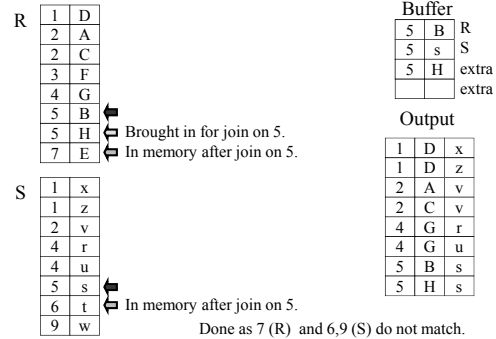 R
1 D
2 A
2 C
3 F
4 G
5 B
5 H Brought in for join on 5.
7 E In memory after join on 5.
S
1 x
1 z
2 v
4 r
4 u
5 s
6 t In memory after join on 5.
9 w
Buffer
5 B R
5 s S
5 H extra
extra
Output
1 D x
1 D z
2 A v
2 C v
4 G r
4 G u
5 B s
5 H s
Done as 7 (R) and 6,9 (S) do not match.